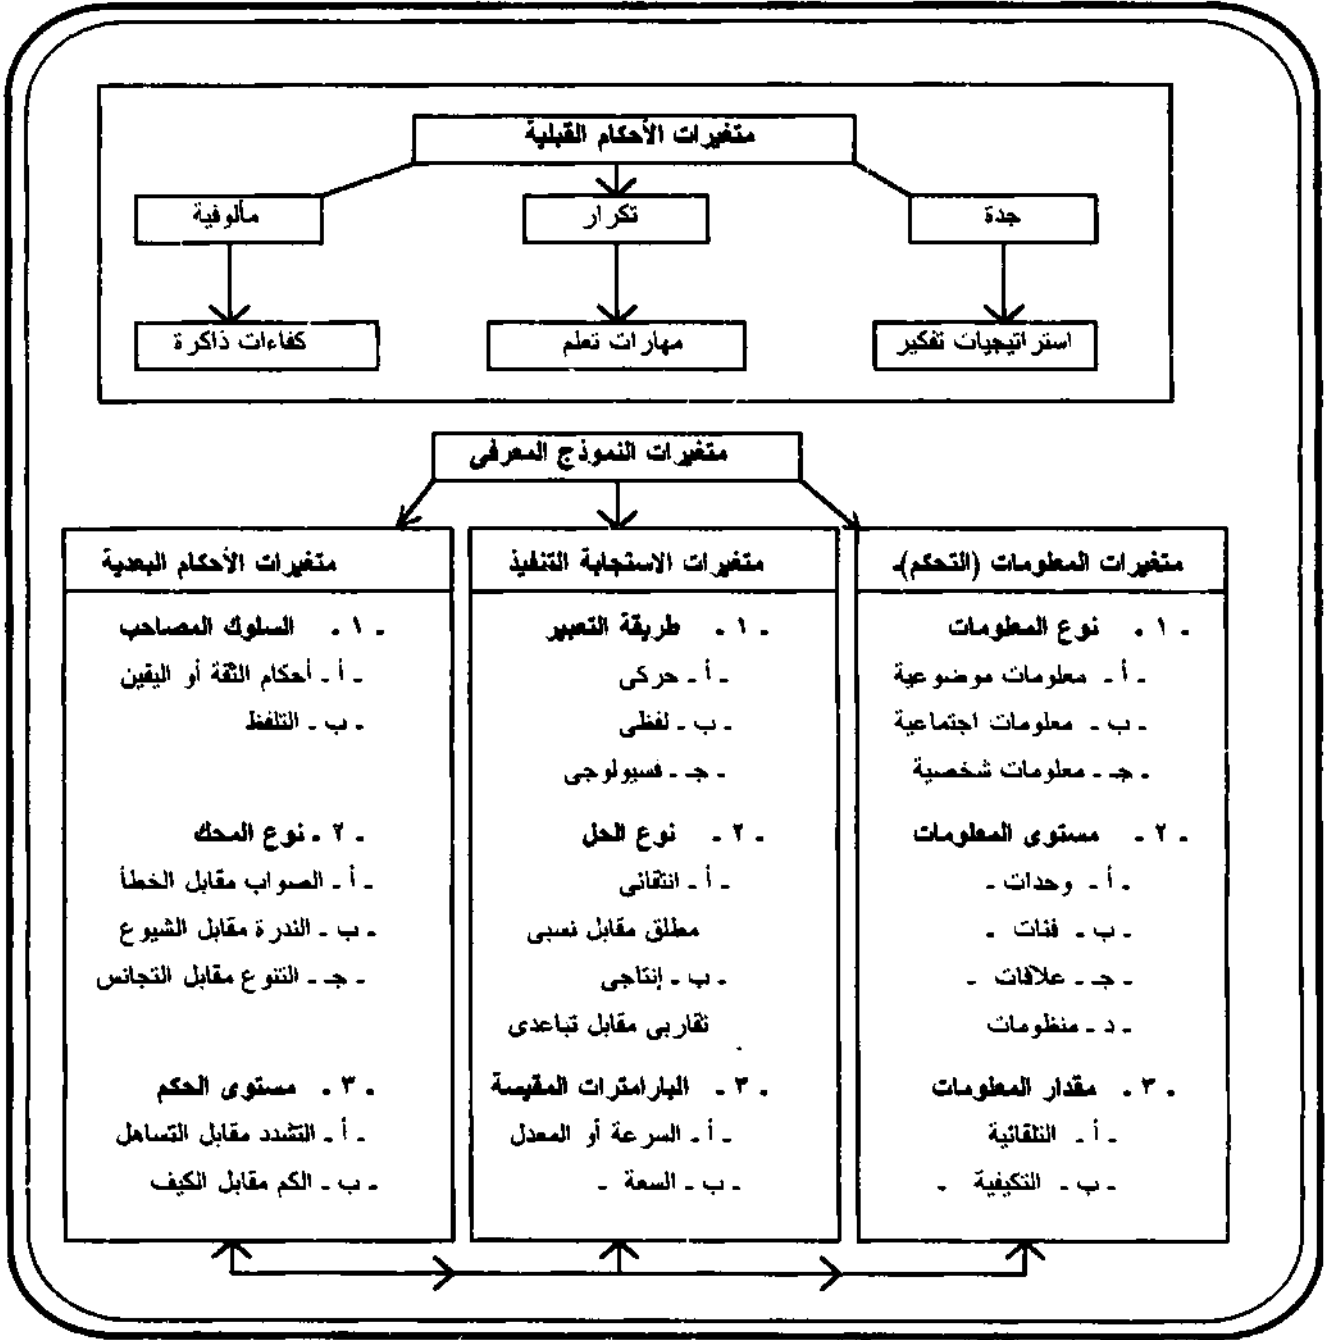 متغيرات الأحكام القبلية
جدة
تكرار
مألوفية
استراتيجيات تفكير
مهارات تعلم
كفاءات ذاكرة
متغيرات النموذج المعرفى
متغيرات المعلومات (التحكم)ـ
١ ـ نوع المعلومات
أ ـ معلومات موضوعية
ب ـ معلومات اجتماعية
جـ ـ معلومات شخصية
٢ ـ مستوى المعلومات
أ ـ وحدات ـ
ب ـ فئات ـ
جـ ـ علاقات ـ
د ـ منظومات
٣ ـ مقدار المعلومات
أ ـ التلقائية
ب ـ التكيفية ـ
متغيرات الاستجابة التنفيذ
١ ـ طريقة التعبير
أ ـ حركى
ب ـ لفظى
جـ ـ فسيولوجى
٢ ـ نوع الحل
أ ـ انتقائى
مطلق مقابل نسبى
ب ـ إنتاجى
تقاربى مقابل تباعدى
٣ ـ البارامترات المقيسة
أ ـ السرعة أو المعدل
ب ـ السعة ـ
متغيرات الأحكام البعدية
١ ـ السلوك المصاحب
أ ـ أحكام الثقة أو اليقين
ب ـ التلفظ
٢ ـ نوع المحك
أ ـ الصواب مقابل الخطأ
ب ـ الندرة مقابل الشيوع
جـ ـ التنوع مقابل التجانس
٣ ـ مستوى الحكم
أ ـ التشدد مقابل التساهل
ب ـ الكم مقابل الكيف